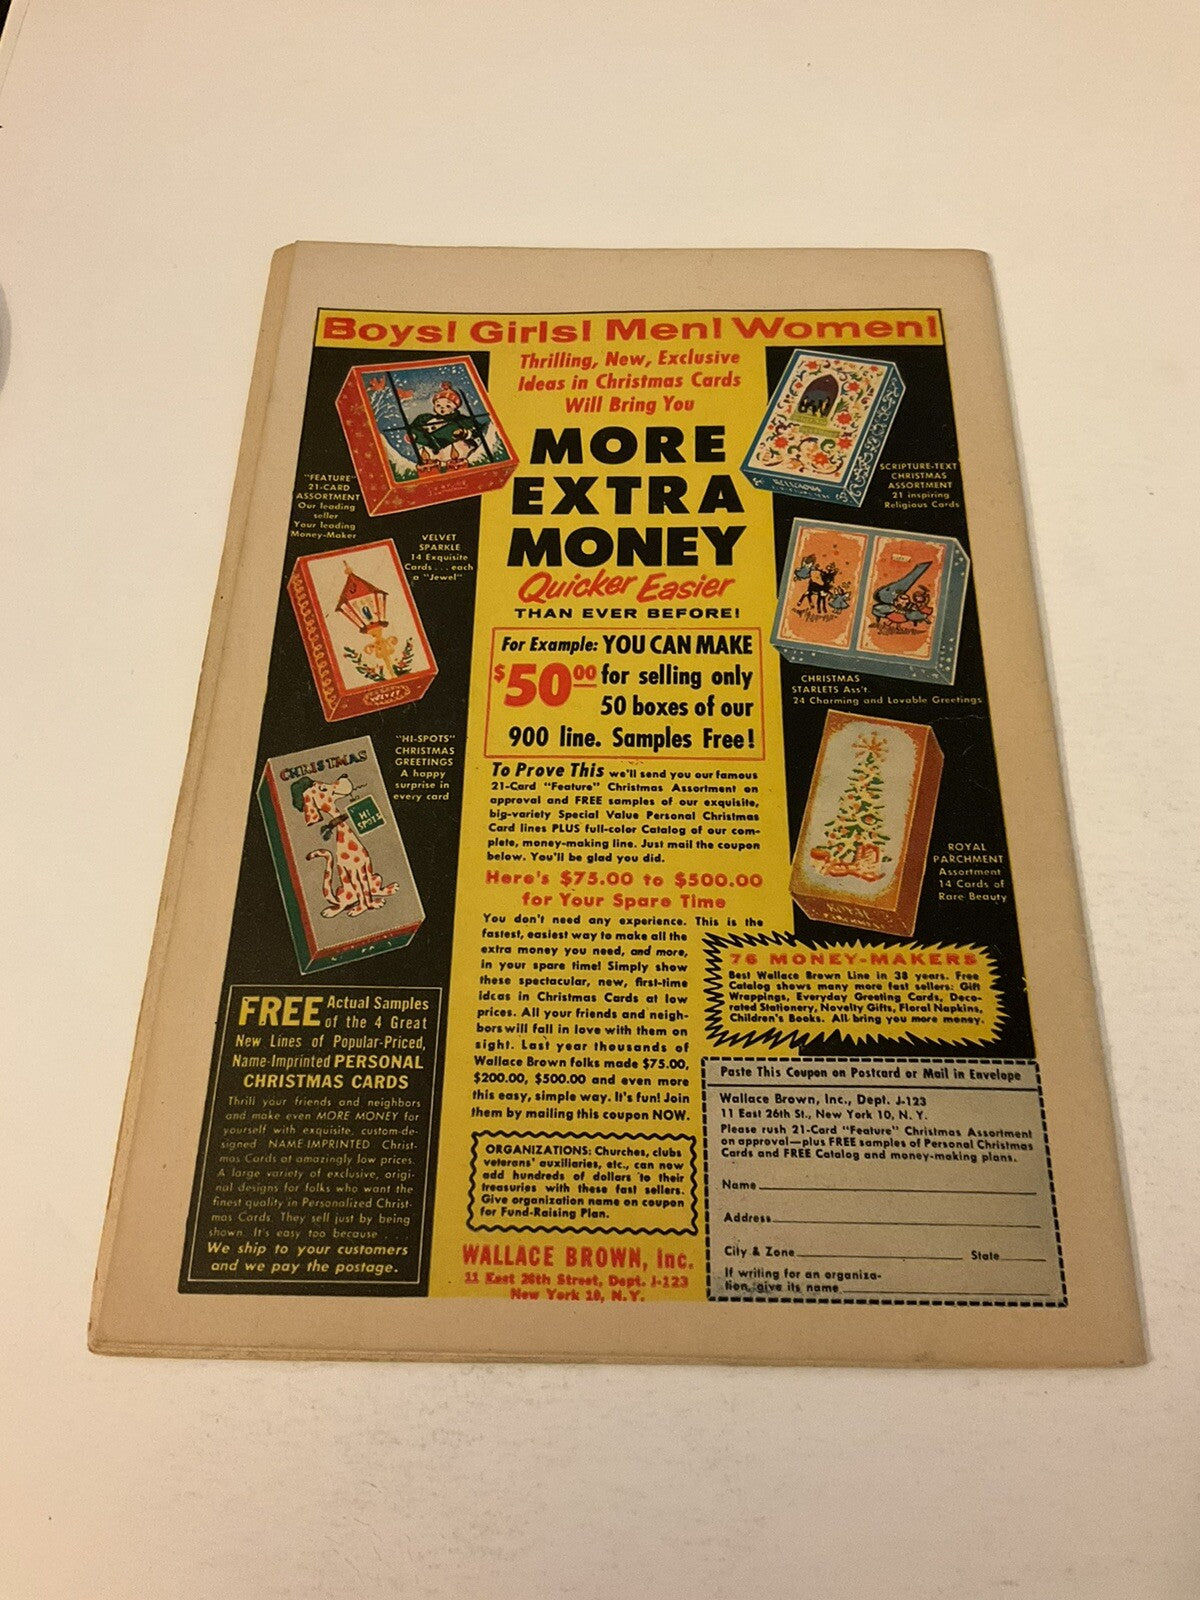 Boys! Girls! Men! Women!
Thrilling, New, Exclusive
Ideas in Christmas Cards
Will Bring You
MORE
EXTRA
MONEY
Quicker Easier
THAN EVER BEFORE!
"FEATURE"
21-CARD
ASSORTMENT
Our leading
seller
Your leading
Money-Maker
VELVET
SPARKLE
14 Exquisite
Cards . . . each
a "Jewel"
CHRISTMAS
HI
SPOTS
"HI-SPOTS"
CHRISTMAS
GREETINGS
A happy
surprise in
every card
SCRIPTURE-TEXT
CHRISTMAS
ASSORTMENT
21 inspiring
Religious Cards
CHRISTMAS
STARLETS Ass't.
24 Charming and Lovable Greetings
ROYAL
ROYAL
PARCHMENT
Assortment
14 Cards of
Rare Beauty
For Example: YOU CAN MAKE
$50.00 for selling only
50 boxes of our
900 line. Samples Free!
To Prove This we'll send you our famous
21-Card "Feature" Christmas Assortment on
approval and FREE samples of our exquisite,
big-variety Special Value Personal Christmas
Card lines PLUS full-color Catalog of our com-
plete, money-making line. Just mail the coupon
below. You'll be glad you did.
Here's $75.00 to $500.00
for Your Spare Time
You don't need any experience. This is the
fastest, easiest way to make all the
extra money you need, and more,
in your spare time! Simply show
these spectacular, new, first-time
ideas in Christmas Cards at low
prices. All your friends and neigh-
bors will fall in love with them on
sight. Last year thousands of
Wallace Brown folks made $75.00,
$200.00, $500.00 and even more
this easy, simple way. It's fun! Join
them by mailing this coupon NOW.
ORGANIZATIONS: Churches, clubs
veterans' auxiliaries, etc., can now
add hundreds of dollars to their
treasuries with these fast sellers.
Give organization name on coupon
for Fund-Raising Plan.
WALLACE BROWN, Inc.
11 East 26th Street, Dept. J-123
New York 10, N.Y.
FREE Actual Samples
of the 4 Great
New Lines of Popular-Priced,
Name-Imprinted PERSONAL
CHRISTMAS CARDS
Thrill your friends and neighbors
and make even MORE MONEY for
yourself with exquisite, custom-de-
signed NAME IMPRINTED Christ-
mas Cards at amazingly low prices.
A large variety of exclusive, origi-
nal designs for folks who want the
finest quality in Personalized Christ-
mas Cards. They sell just by being
shown. It's easy too because . . .
We ship to your customers
and we pay the postage.
76 MONEY-MAKERS
Best Wallace Brown Line in 38 years. Free
Catalog shows many more fast sellers: Gift
Wrappings, Everyday Greeting Cards, Deco-
rated Stationery, Novelty Gifts, Floral Napkins,
Children's Books. All bring you more money.
Paste This Coupon on Postcard or Mail in Envelope
Wallace Brown, Inc., Dept. J-123
11 East 26th St., New York 10, N. Y.
Please rush 21-Card "Feature" Christmas Assortment
on approval—plus FREE samples of Personal Christmas
Cards and FREE Catalog and money-making plans.
Name
Address
City & Zone State
If writing for an organiza-
tion, give its name